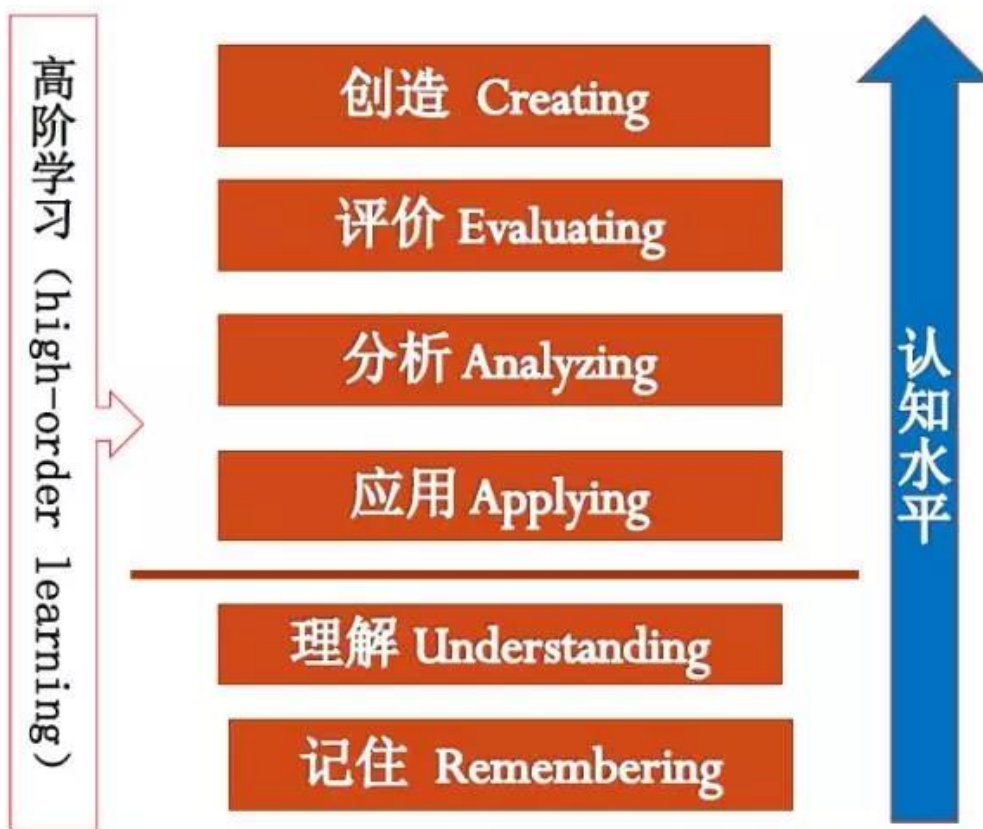 高阶学习（high-order learning）
创造 Creating
评价 Evaluating
分析 Analyzing
应用 Applying
理解 Understanding
记住 Remembering
认知水平